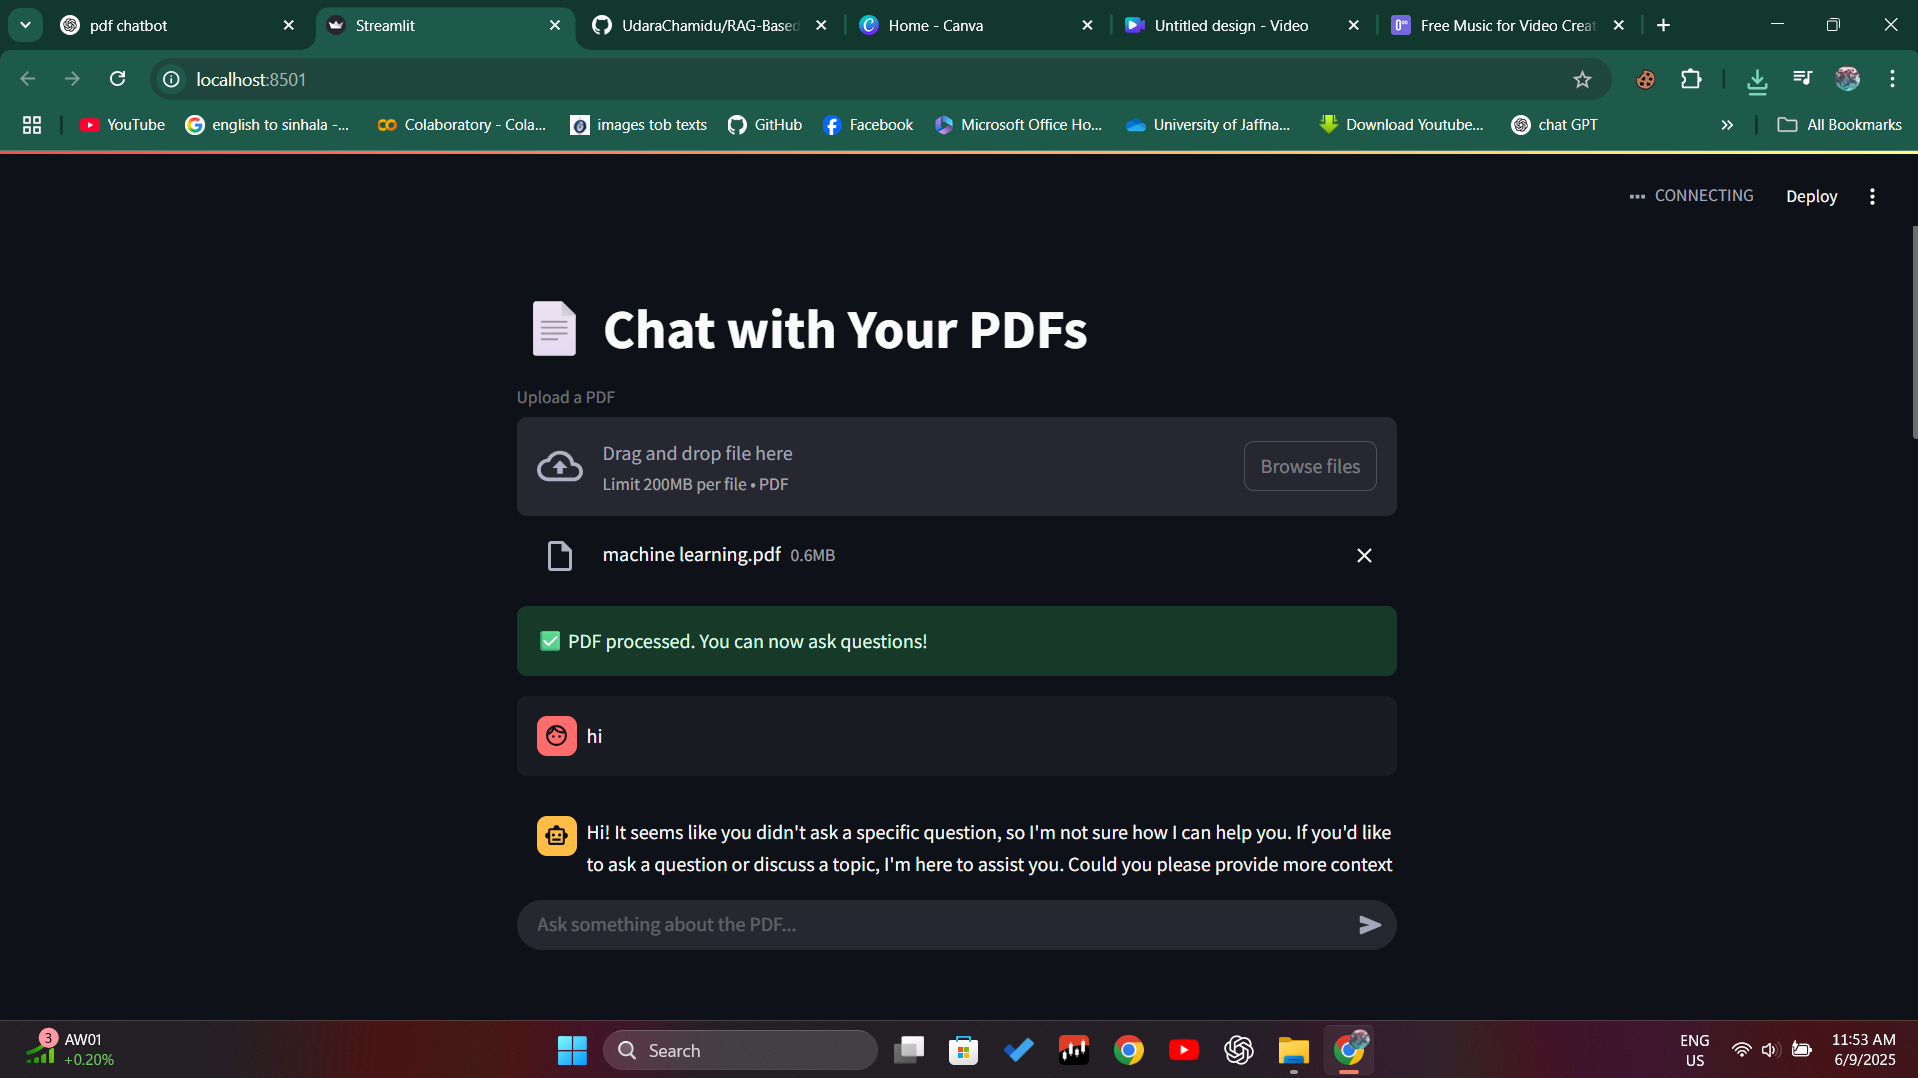 pdf chatbot
Streamlit
UdaraChamidu/RAG-Based
Home - Canva
Untitled design - Video
Free Music for Video Creat
localhost:8501
YouTube
english to sinhala -...
Colaboratory - Cola...
images tob texts
GitHub
Facebook
Microsoft Office Ho...
University of Jaffna...
Download Youtube...
chat GPT
All Bookmarks
CONNECTING
Deploy
Chat with Your PDFs
Upload a PDF
Drag and drop file here
Limit 200MB per file • PDF
Browse files
machine learning.pdf 0.6MB
PDF processed. You can now ask questions!
hi
Hi! It seems like you didn't ask a specific question, so I'm not sure how I can help you. If you'd like
to ask a question or discuss a topic, I'm here to assist you. Could you please provide more context
Ask something about the PDF...
3
AW01
+0.20%
Search
ENG
US
11:53 AM
6/9/2025